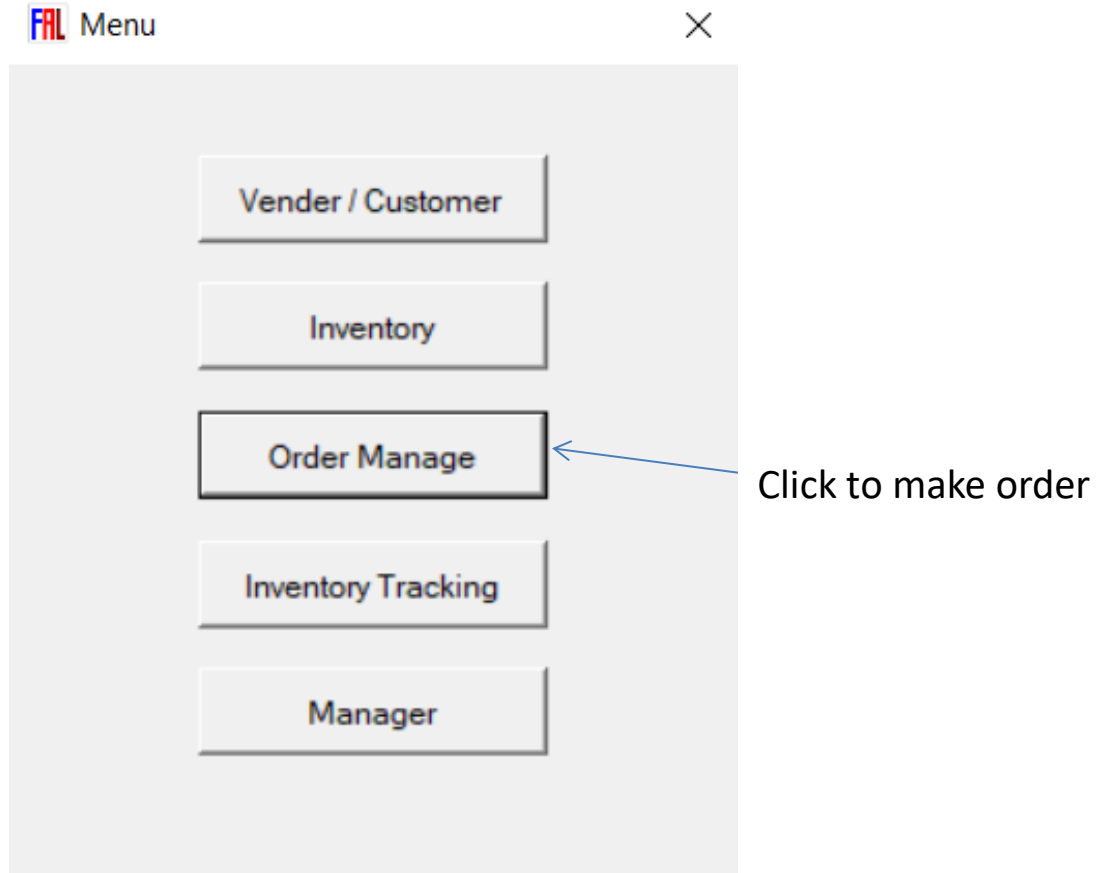 FAL Menu
Vender / Customer
Inventory
Order Manage
Click to make order
Inventory Tracking
Manager